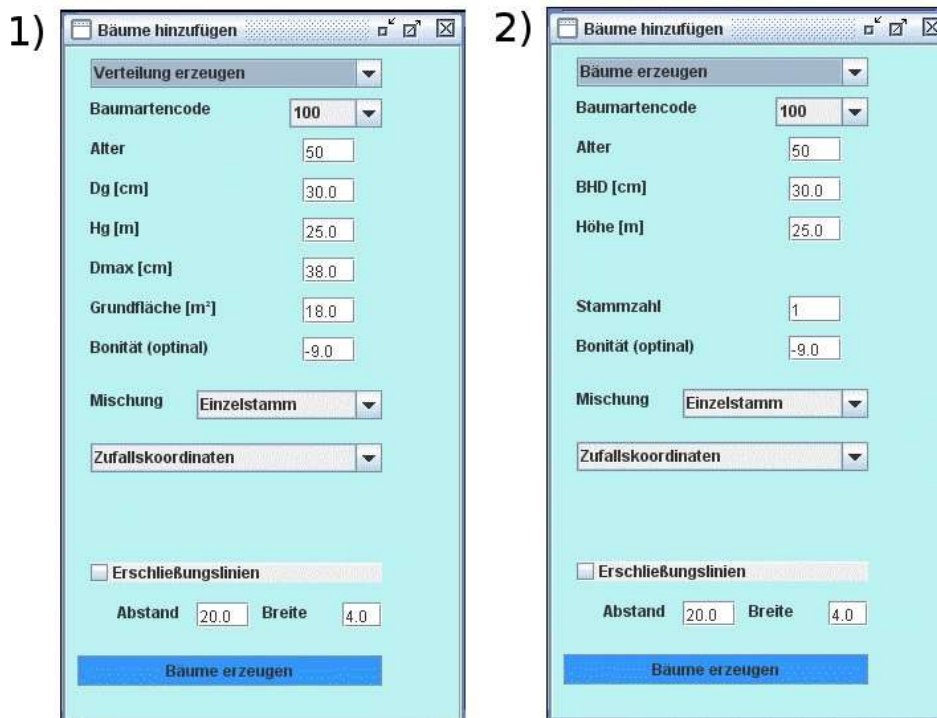 1)
Bäume hinzufügen
Verteilung erzeugen
Baumartencode 100
Alter 50
Dg [cm] 30.0
Hg [m] 25.0
Dmax [cm] 38.0
Grundfläche [m²] 18.0
Bonität (optinal) -9.0
Mischung Einzelstamm
Zufallskoordinaten
Erschließungslinien
Abstand 20.0 Breite 4.0
Bäume erzeugen
2)
Bäume hinzufügen
Bäume erzeugen
Baumartencode 100
Alter 50
BHD [cm] 30.0
Höhe [m] 25.0
Stammzahl 1
Bonität (optinal) -9.0
Mischung Einzelstamm
Zufallskoordinaten
Erschließungslinien
Abstand 20.0 Breite 4.0
Bäume erzeugen